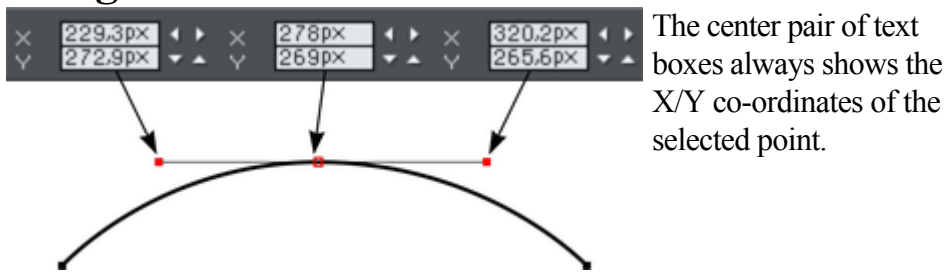 X 229,3px X 278px X 320,2px
Y 272,9px Y 269px Y 265,6px
The center pair of text
boxes always shows the
X/Y co-ordinates of the
selected point.